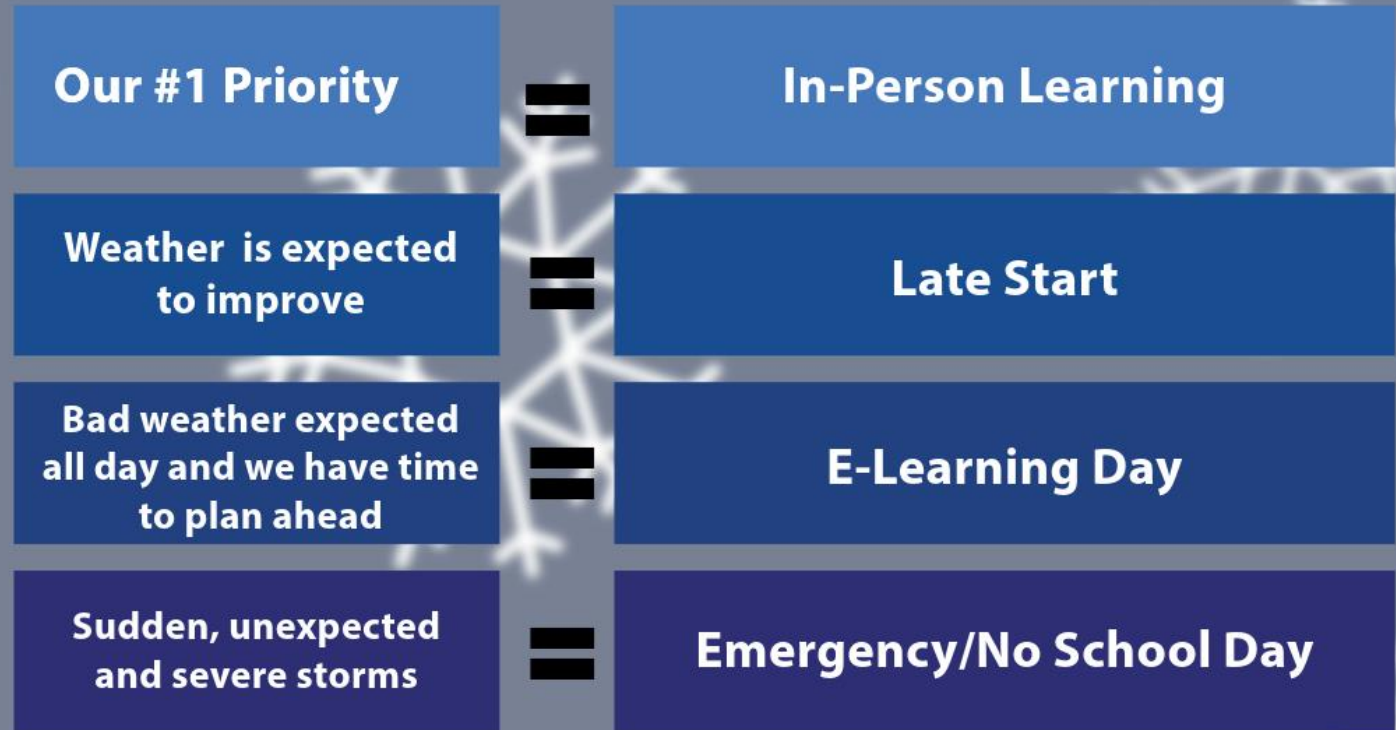 Our #1 Priority
=
In-Person Learning
Weather  is expected
to improve
=
Late Start
Bad weather expected
all day and we have time
to plan ahead
=
E-Learning Day
Sudden, unexpected
and severe storms
=
Emergency/No School Day